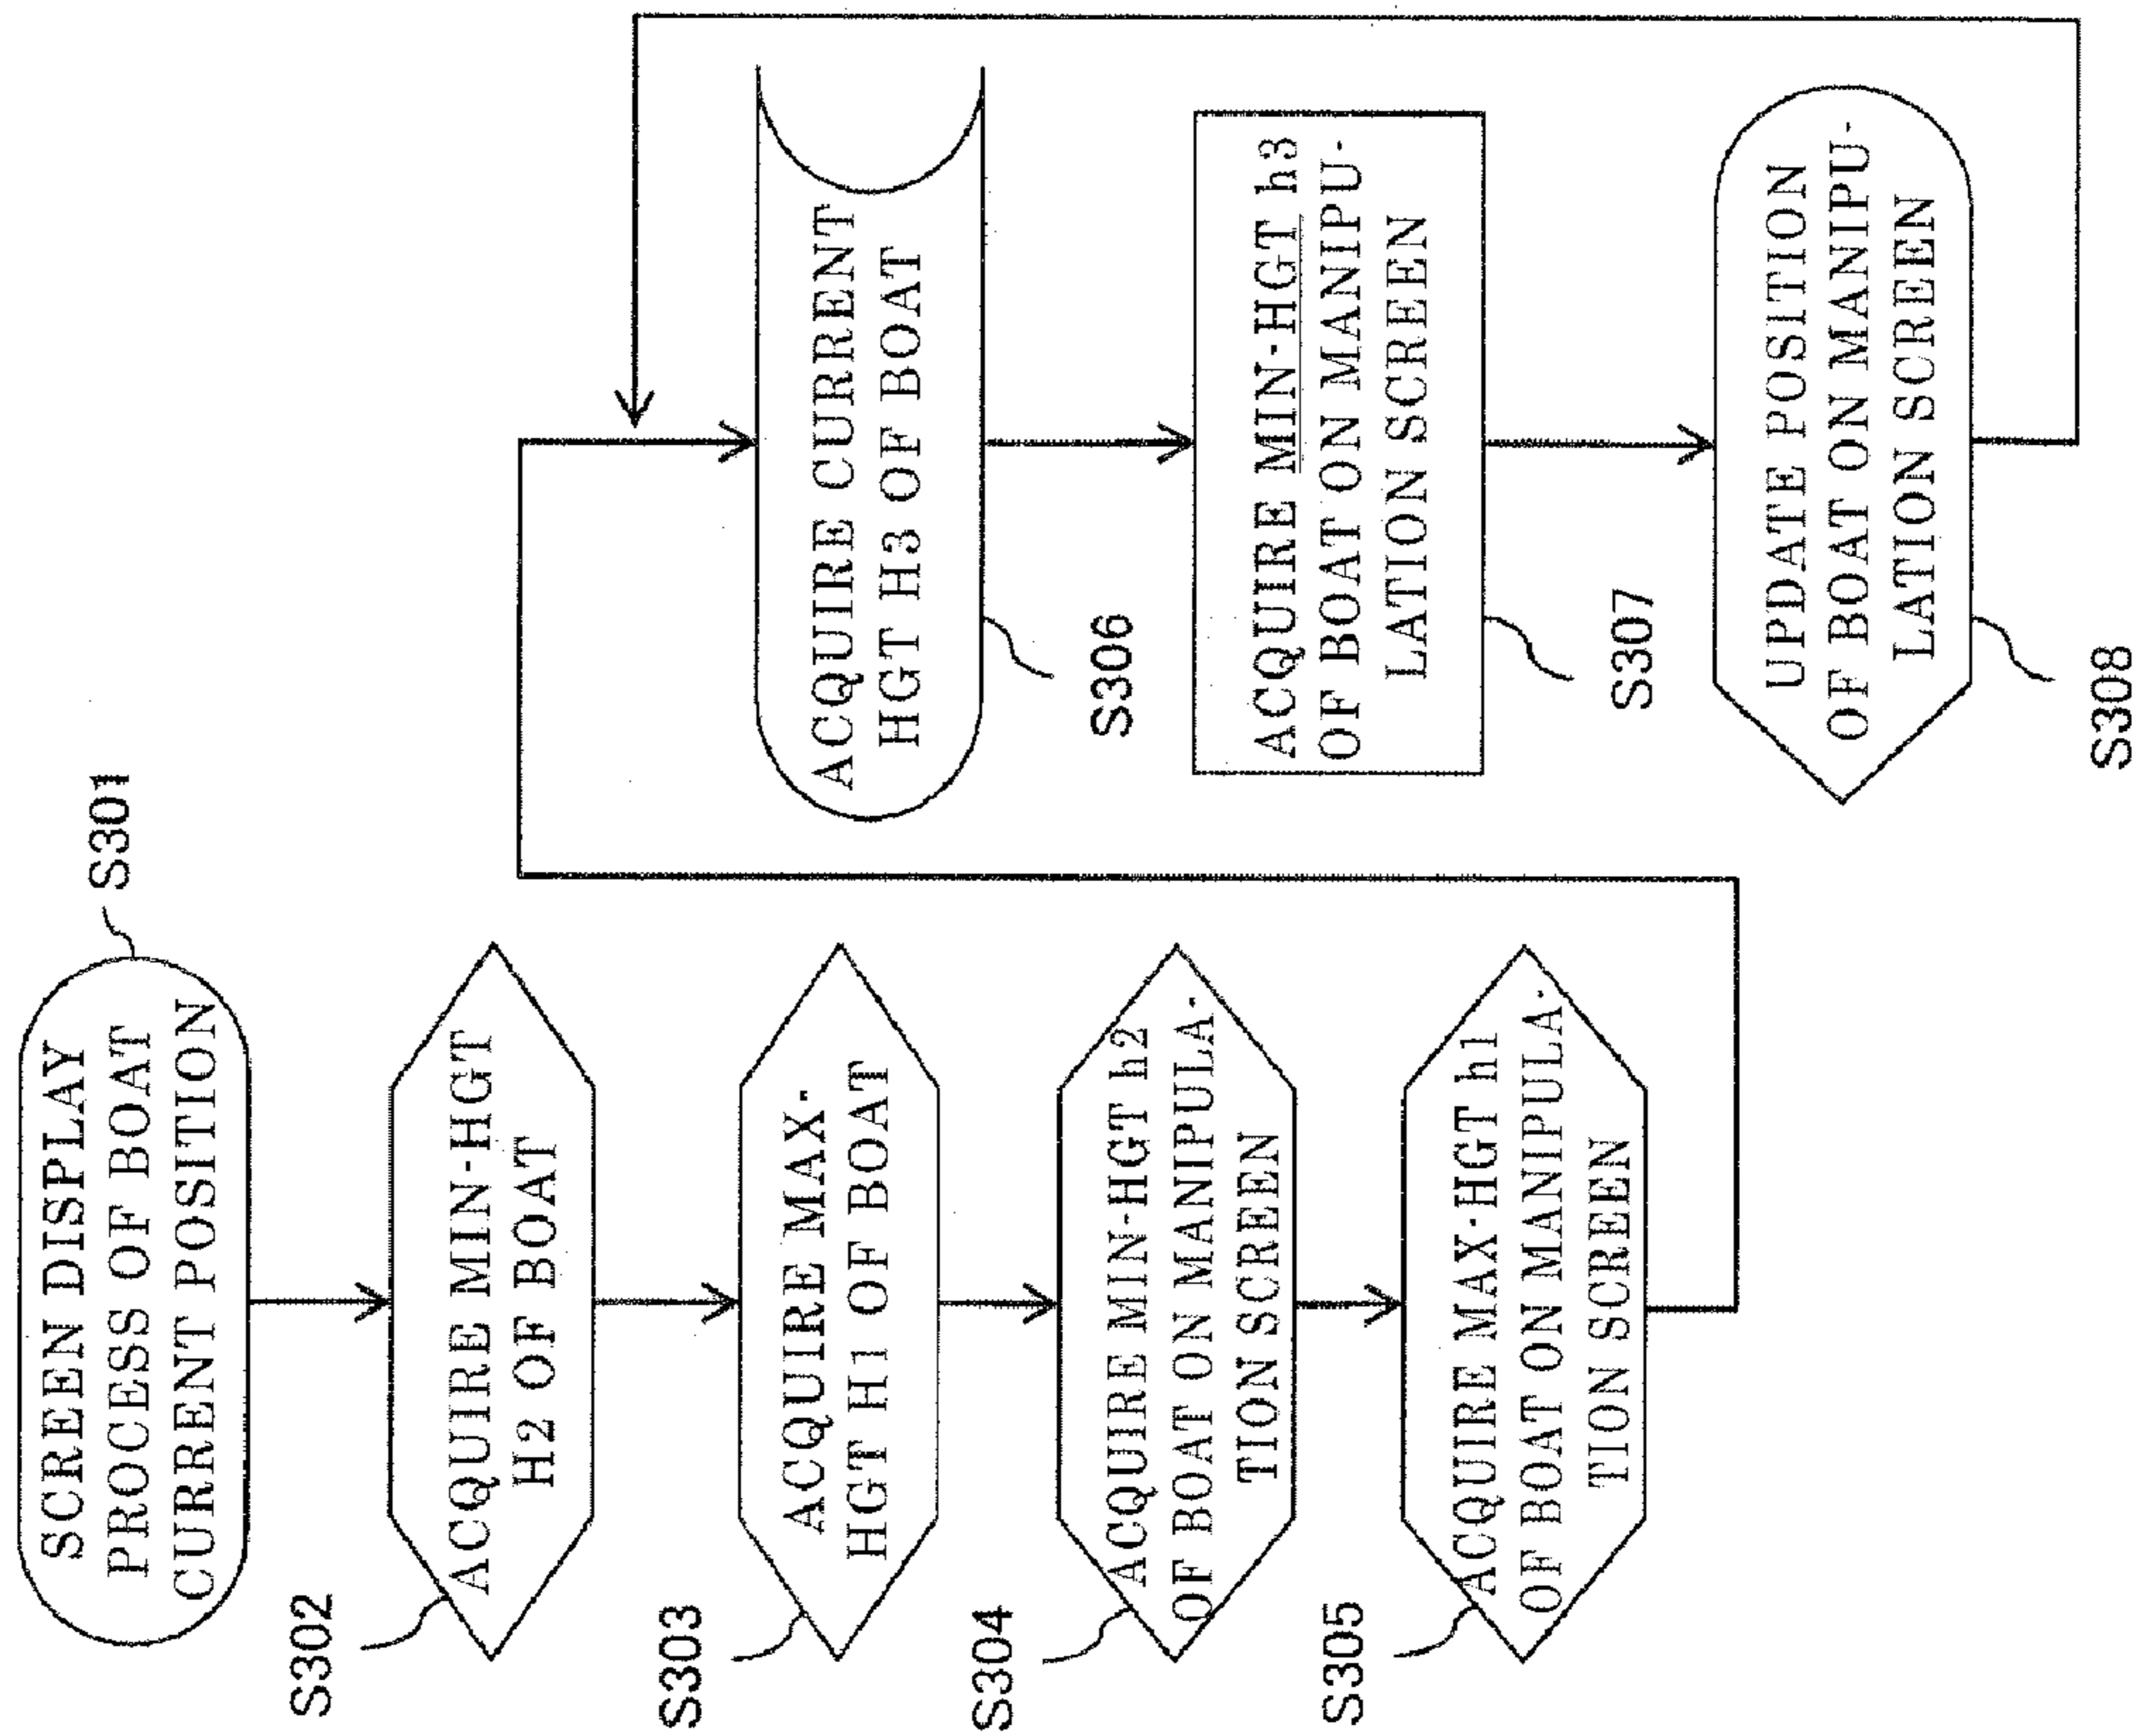 SCREEN DISPLAY
PROCESS OF BOAT
CURRENT POSITION
S301
ACQUIRE MIN-HGT
H2 OF BOAT
S302
ACQUIRE MAX-
HGT H1 OF BOAT
S303
ACQUIRE MIN-HGT h2
OF BOAT ON MANIPULA-
TION SCREEN
S304
ACQUIRE MAX-HGT h1
OF BOAT ON MANIPULA-
TION SCREEN
S305
ACQUIRE CURRENT
HGT H3 OF BOAT
S306
ACQUIRE MIN-HGT h3
OF BOAT ON MANIPU-
LATION SCREEN
S307
UPDATE POSITION
OF BOAT ON MANIPU-
LATION SCREEN
S308